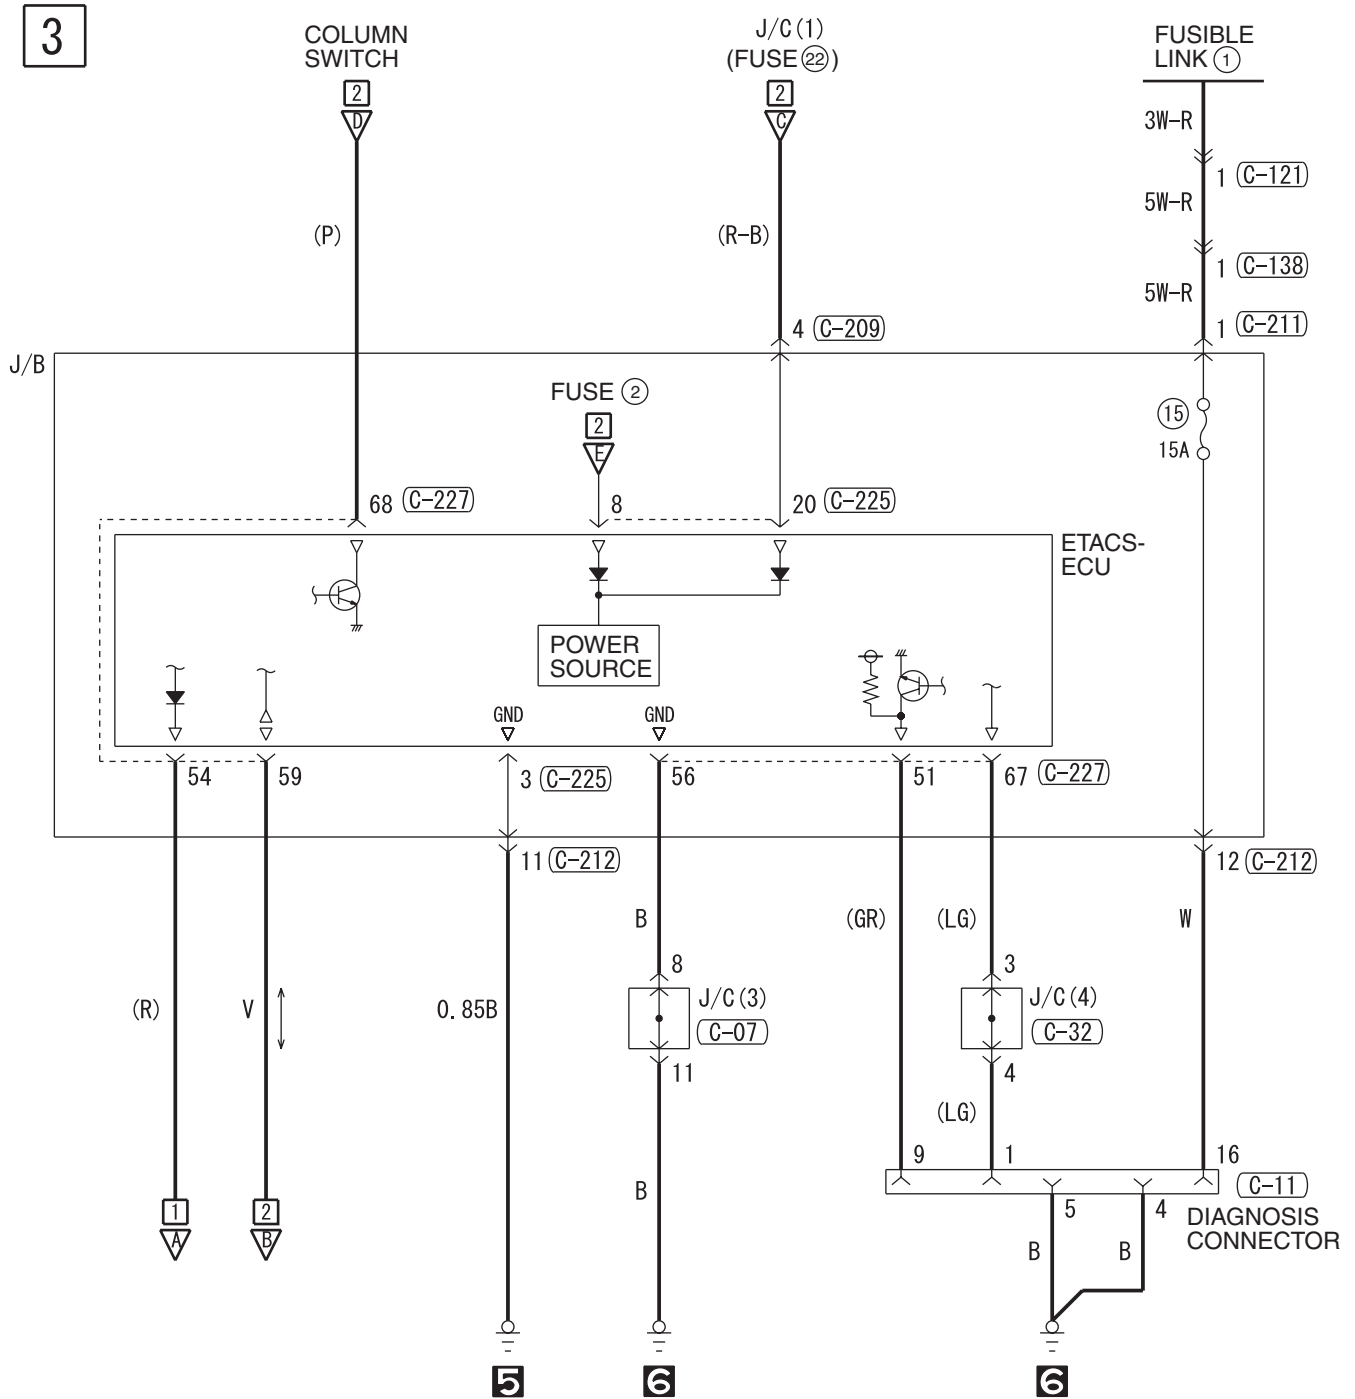 3
COLUMN
SWITCH
J/C(1)
(FUSE 22)
FUSIBLE
LINK 1
2
D
2
C
3W-R
1 C-121
5W-R
(P)
(R-B)
1 C-138
5W-R
4 C-209
1 C-211
J/B
FUSE 2
2
E
15
15A
68 C-227
8
20 C-225
ETACS-
ECU
POWER
SOURCE
GND
GND
54
59
3 C-225
56
51
67 C-227
11 C-212
12 C-212
B
(GR)
(LG)
W
8
3
(R)
V
0.85B
J/C(3)
C-07
J/C(4)
C-32
11
4
(LG)
9
1
16
B
C-11
1
A
2
B
5
4
DIAGNOSIS
CONNECTOR
B
B
5
6
6